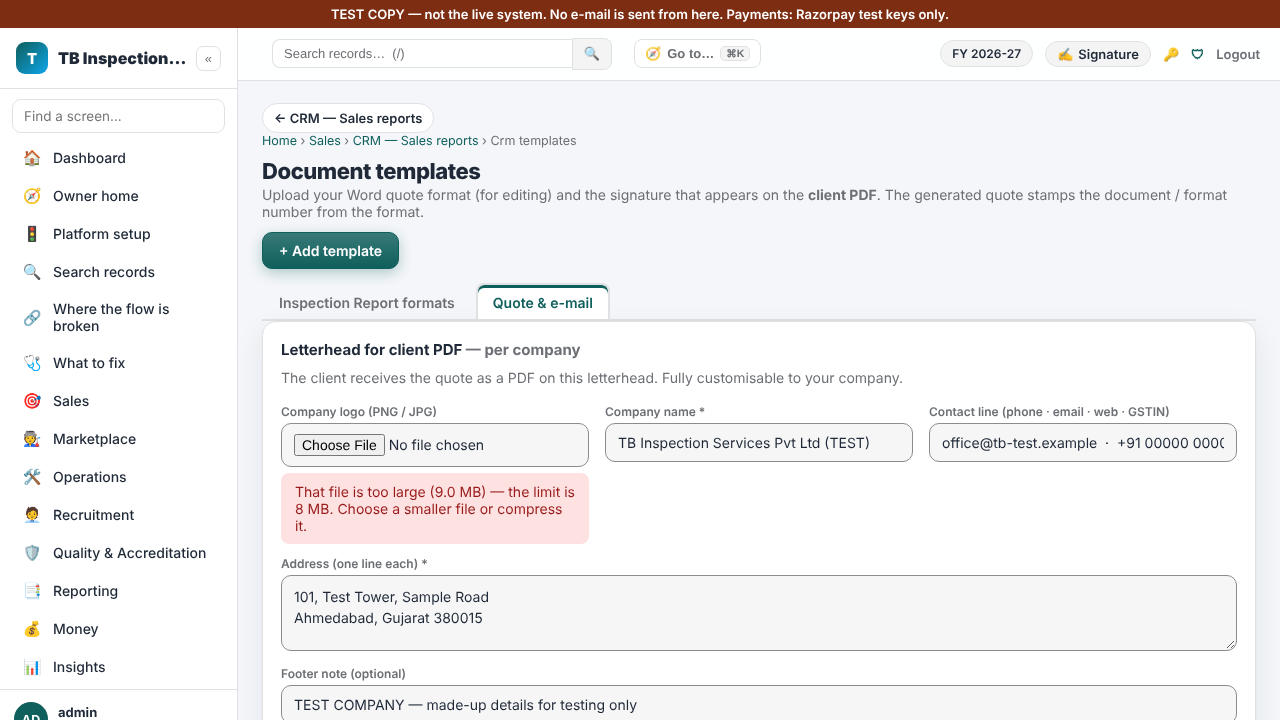 TEST COPY — not the live system. No e-mail is sent from here. Payments: Razorpay test keys only.
T
TB Inspection…
«
Search records… (/)
🔍
🧭 Go to… ⌘K
FY 2026-27
✍️ Signature
🔑
🛡
Logout
Find a screen…
🏠 Dashboard
🧭 Owner home
🚦 Platform setup
🔍 Search records
🔗 Where the flow is
broken
🩺 What to fix
🎯 Sales
🧑‍🏭 Marketplace
🛠️ Operations
🧑‍💼 Recruitment
🛡️ Quality & Accreditation
📑 Reporting
💰 Money
📊 Insights
AD
admin
← CRM — Sales reports
Home › Sales › CRM — Sales reports › Crm templates
Document templates
Upload your Word quote format (for editing) and the signature that appears on the client PDF. The generated quote stamps the document / format
number from the format.
+ Add template
Inspection Report formats
Quote & e-mail
Letterhead for client PDF — per company
The client receives the quote as a PDF on this letterhead. Fully customisable to your company.
Company logo (PNG / JPG)
Choose File No file chosen
That file is too large (9.0 MB) — the limit is
8 MB. Choose a smaller file or compress
it.
Company name *
TB Inspection Services Pvt Ltd (TEST)
Contact line (phone · email · web · GSTIN)
office@tb-test.example · +91 00000 0000
Address (one line each) *
101, Test Tower, Sample Road
Ahmedabad, Gujarat 380015
Footer note (optional)
TEST COMPANY — made-up details for testing only